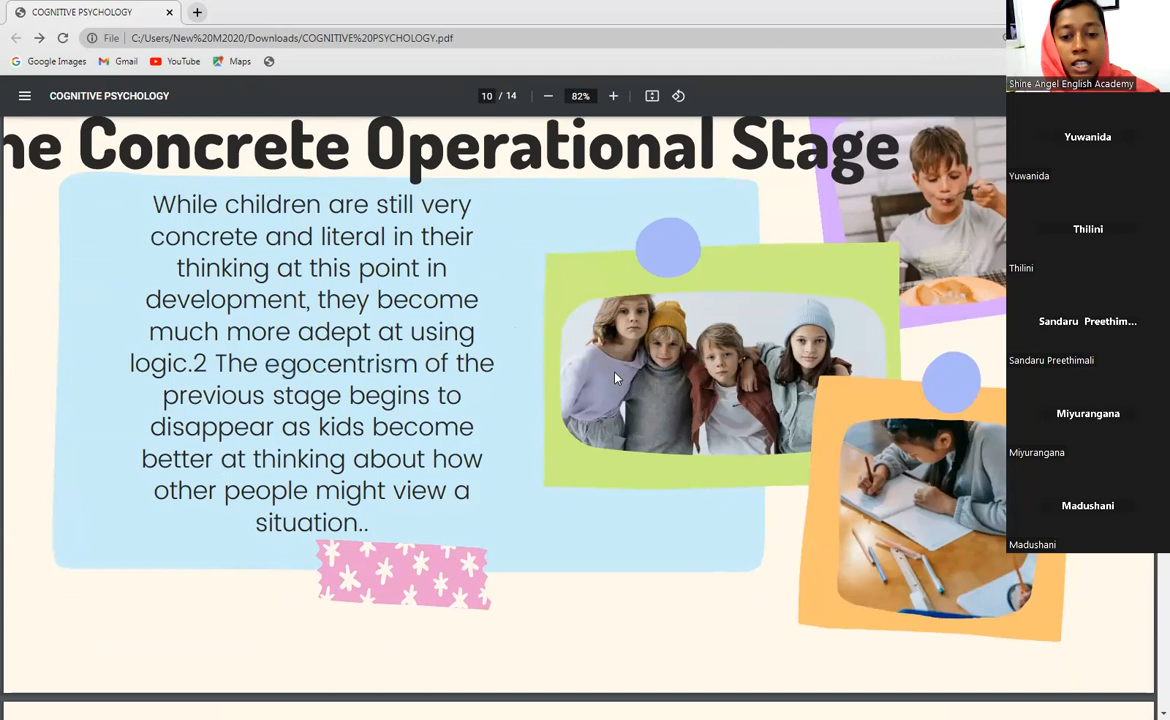 COGNITIVE PSYCHOLOGY
File
C:/Users/New%20M2020/Downloads/COGNITIVE%20PSYCHOLOGY.pdf
Google Images
Gmail
YouTube
Maps
COGNITIVE PSYCHOLOGY
10 / 14
82%
ne Concrete Operational Stage
While children are still very
concrete and literal in their
thinking at this point in
development, they become
much more adept at using
logic.2 The egocentrism of the
previous stage begins to
disappear as kids become
better at thinking about how
other people might view a
situation..
Shine Angel English Academy
Yuwanida
Yuwanida
Thilini
Thilini
Sandaru Preethim...
Sandaru Preethimali
Miyurangana
Miyurangana
Madushani
Madushani